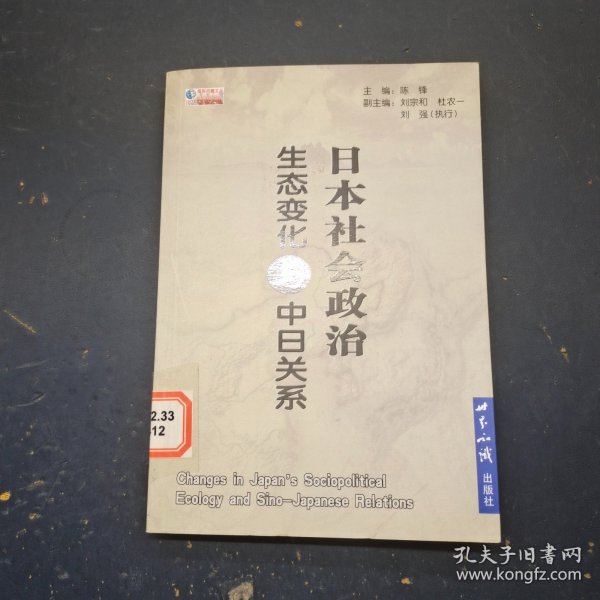 主 编：陈 锋
副主编：刘宗和 杜农一
刘 强（执行）
日本社会政治
生态变化
中日关系
2.33
12
Changes in Japan's Sociopolitical
Ecology and Sino-Japanese Relations
世界知识
出版社
孔夫子旧书网
www.kongfz.com